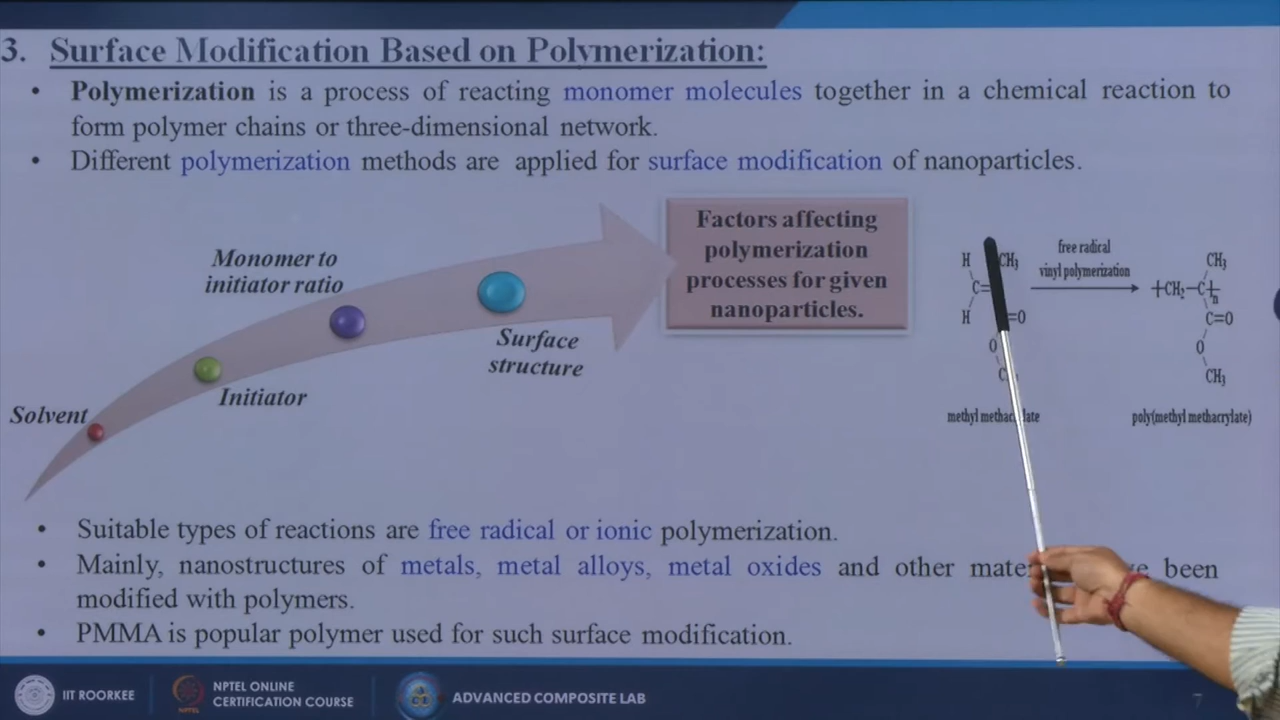 3. Surface Modification Based on Polymerization:
• Polymerization is a process of reacting monomer molecules together in a chemical reaction to
form polymer chains or three-dimensional network.
• Different polymerization methods are applied for surface modification of nanoparticles.
Solvent
Initiator
Monomer to
initiator ratio
Surface
structure
Factors affecting
polymerization
processes for given
nanoparticles.
H CH3
C=
H =O
O
free radical
vinyl polymerization
CH3
CH2-C
n
C=O
O
CH3
methyl
poly(methyl methacrylate)
• Suitable types of reactions are free radical or ionic polymerization.
• Mainly, nanostructures of metals, metal alloys, metal oxides and other been
modified with polymers.
• PMMA is popular polymer used for such surface modification.
IIT ROORKEE
NPTEL ONLINE
CERTIFICATION COURSE
ADVANCED COMPOSITE LAB
7